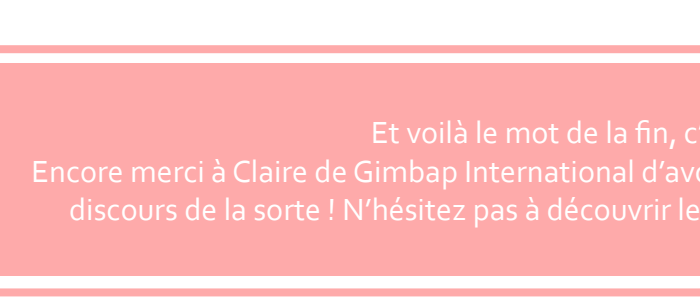 Et voilà le mot de la fin, c'
Encore merci à Claire de Gimbap International d'avo
discours de la sorte ! N'hésitez pas à découvrir le